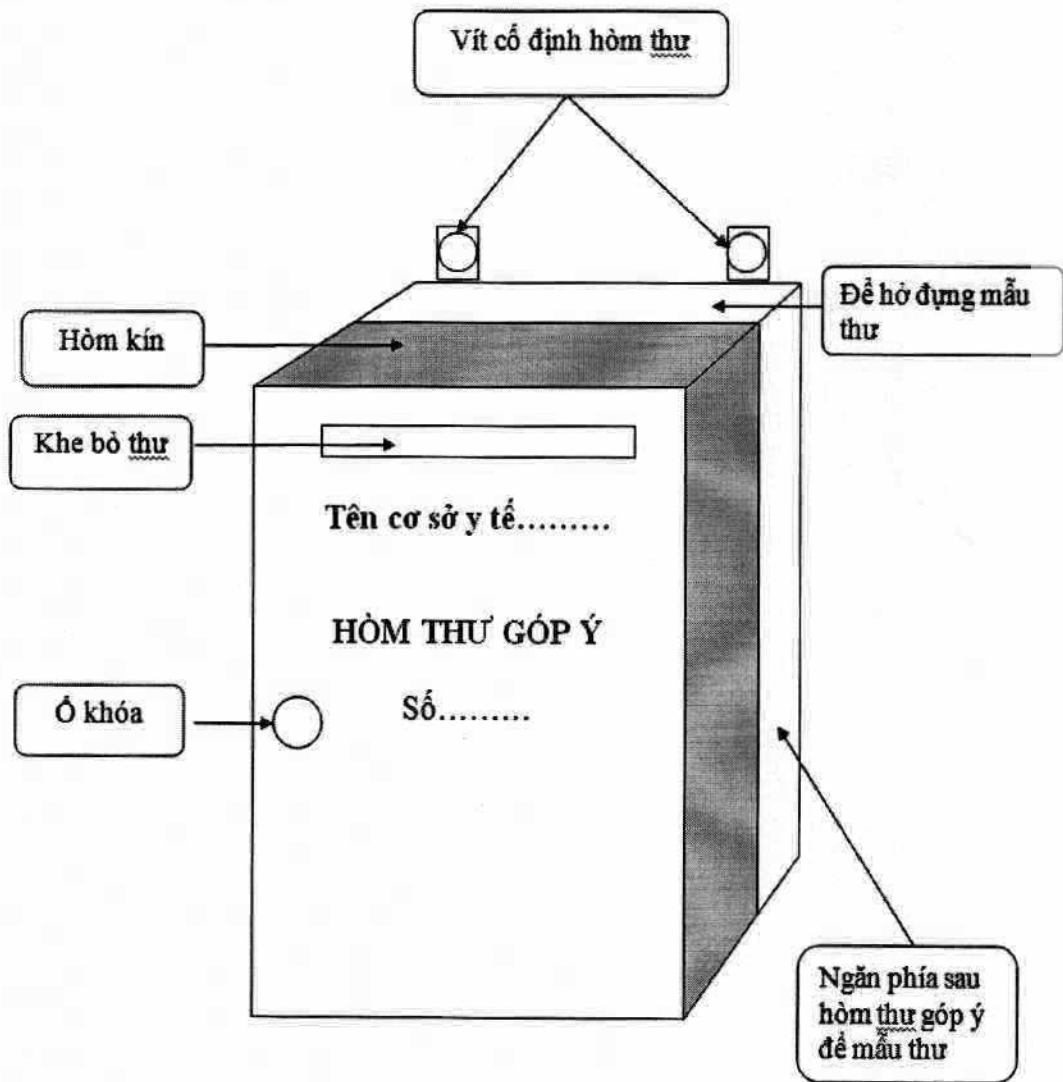 Vít cố định hòm thư
Để hở đựng mẫu
thư
Hòm kín
Khe bỏ thư
Tên cơ sở y tế.........
HÒM THƯ GÓP Ý
Số.........
Ổ khóa
Ngăn phía sau
hòm thư góp ý
để mẫu thư